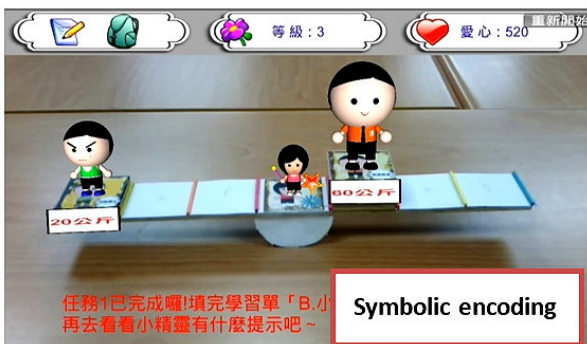 等級：3
愛心：520
重新開始
20公斤
60公斤
任務1已完成囉!填完學習單「B.小
再去看看小精靈有什麼提示吧～
Symbolic encoding